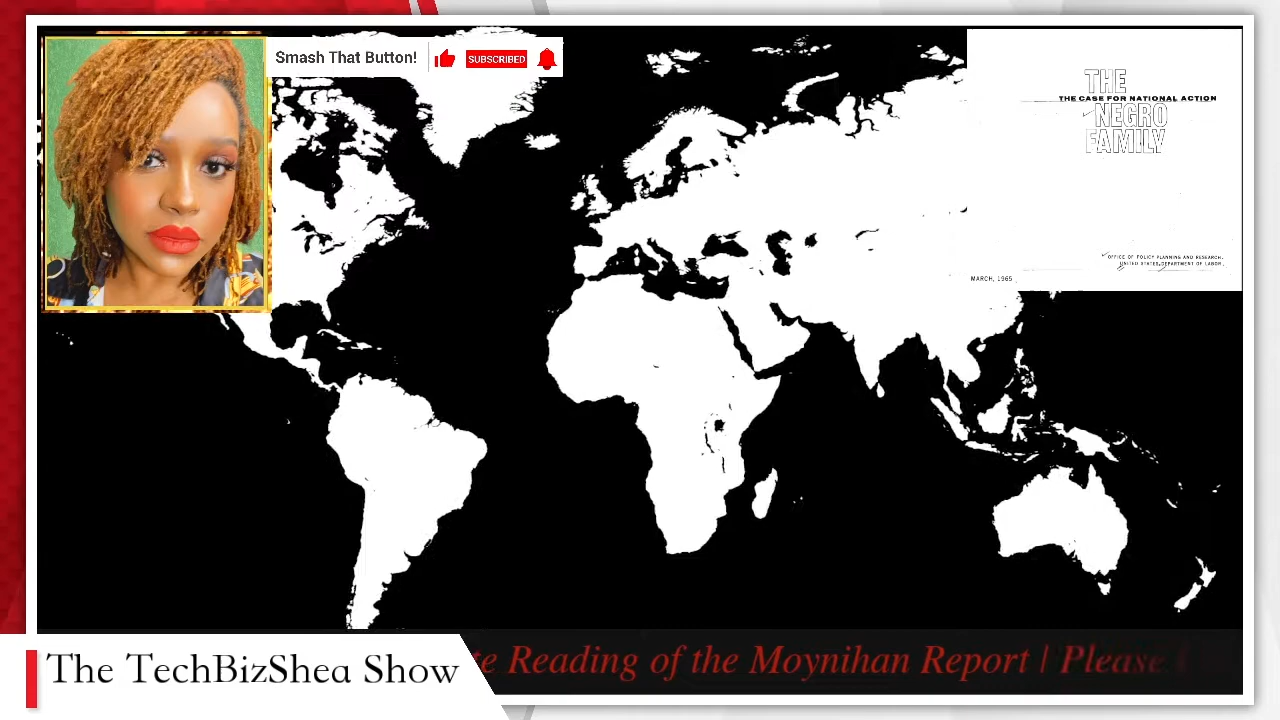 Smash That Button!
SUBSCRIBED
THE
THE CASE FOR NATIONAL ACTION
NEGRO
FAMILY
OFFICE OF POLICY PLANNING AND RESEARCH
UNITED STATES DEPARTMENT OF LABOR
MARCH, 1965
The TechBizShea Show
Reading of the Moynihan Report | Please